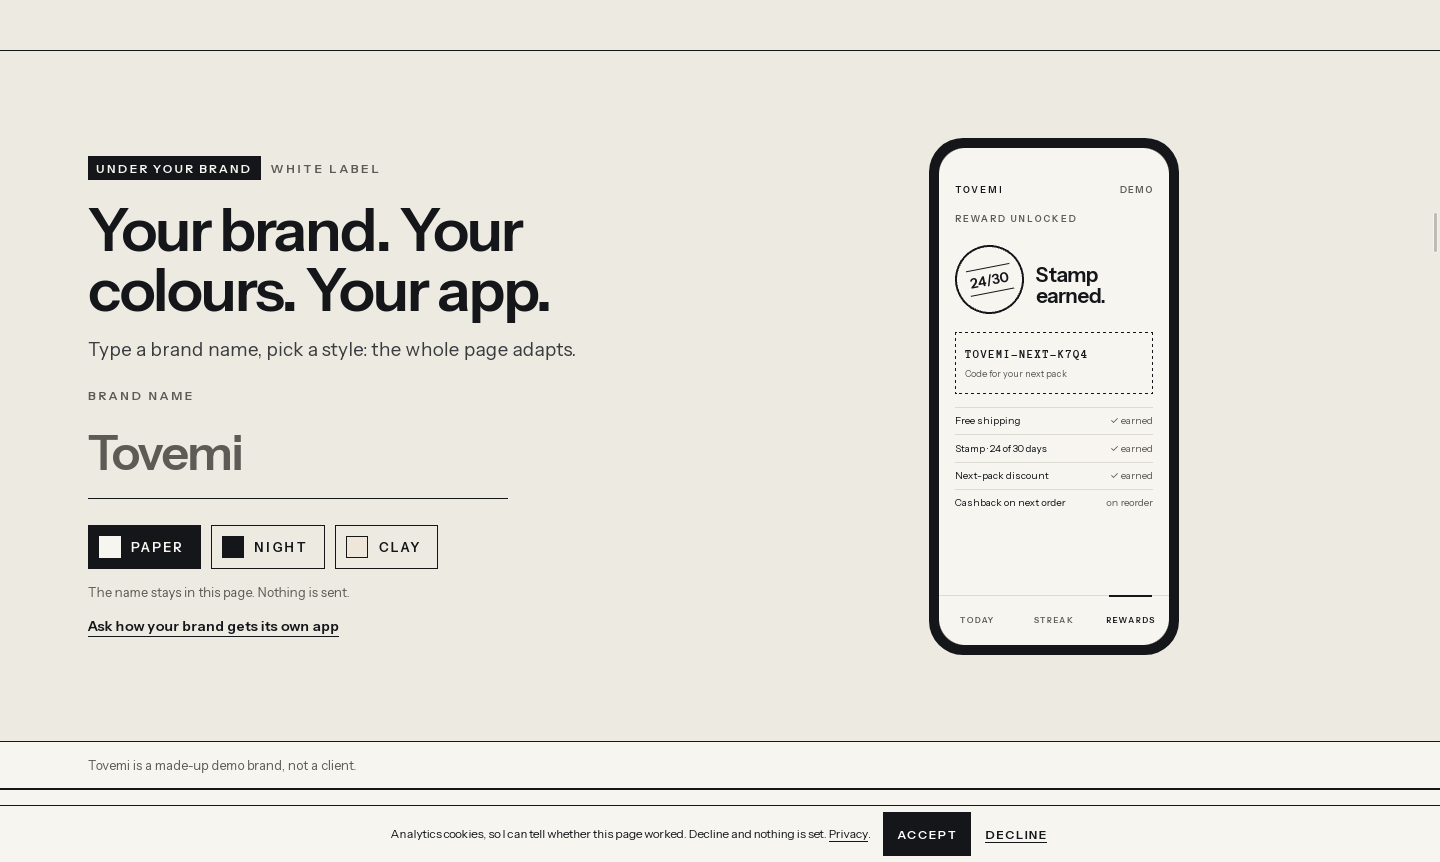 UNDER YOUR BRAND WHITE LABEL
Your brand. Your
colours. Your app.
Type a brand name, pick a style: the whole page adapts.
BRAND NAME
Tovemi
PAPER NIGHT CLAY
The name stays in this page. Nothing is sent.
Ask how your brand gets its own app
TOVEMI DEMO
REWARD UNLOCKED
24/30
Stamp
earned.
TOVEMI–NEXT–K7Q4
Code for your next pack
Free shipping ✓ earned
Stamp · 24 of 30 days ✓ earned
Next-pack discount ✓ earned
Cashback on next order on reorder
TODAY STREAK REWARDS
Tovemi is a made-up demo brand, not a client.
Analytics cookies, so I can tell whether this page worked. Decline and nothing is set. Privacy. ACCEPT DECLINE